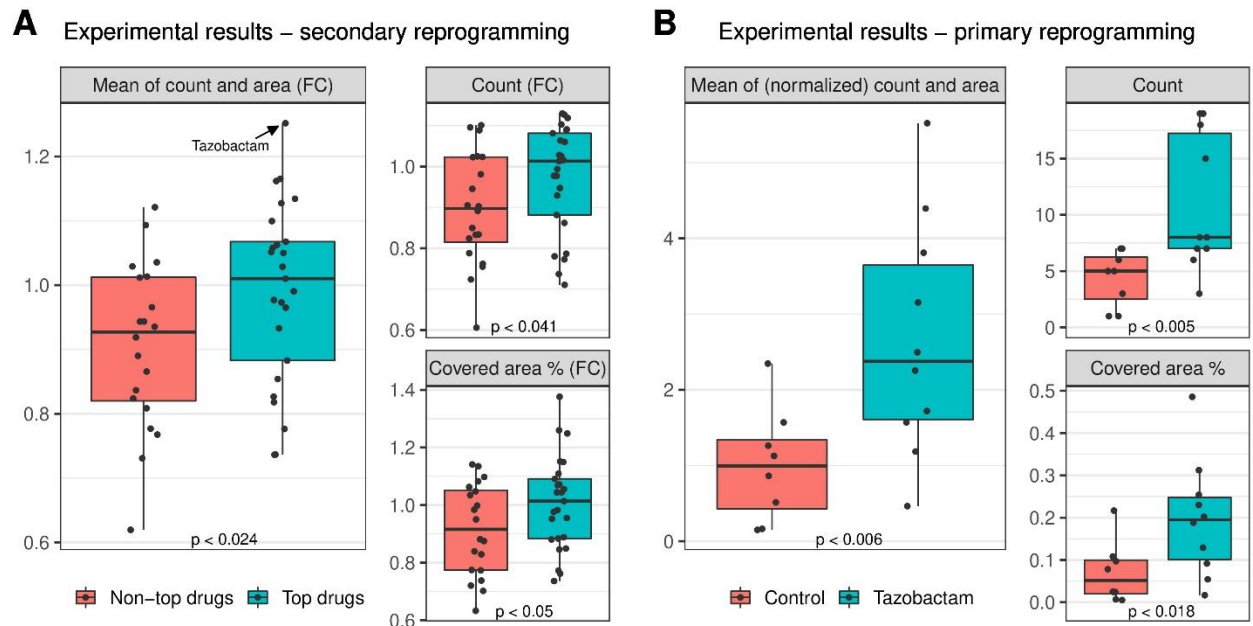 A Experimental results – secondary reprogramming
Mean of count and area (FC)
1.2
1.0
0.8
0.6
Tazobactam
p < 0.024
Non−top drugs Top drugs
Count (FC)
1.0
0.8
0.6
p < 0.041
Covered area % (FC)
1.4
1.2
1.0
0.8
0.6
p < 0.05
B Experimental results – primary reprogramming
Mean of (normalized) count and area
4
2
0
p < 0.006
Control Tazobactam
Count
15
10
5
0
p < 0.005
Covered area %
0.5
0.4
0.3
0.2
0.1
0.0
p < 0.018